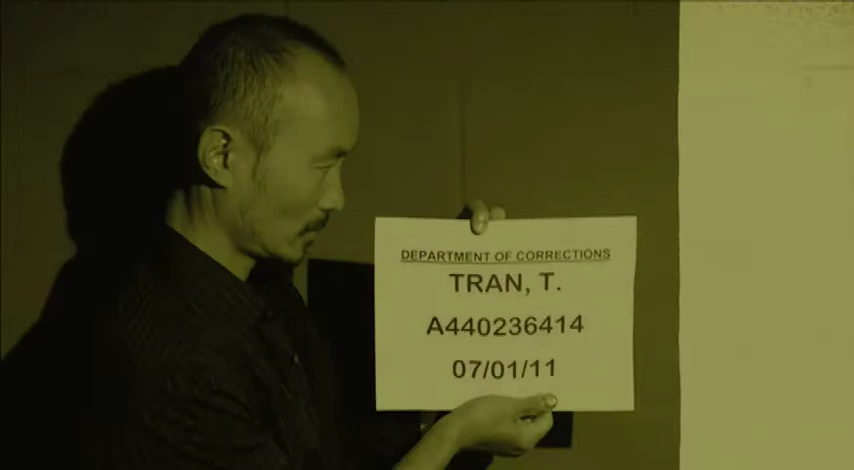 DEPARTMENT OF CORRECTIONS
TRAN, T.
A440236414
07/01/11